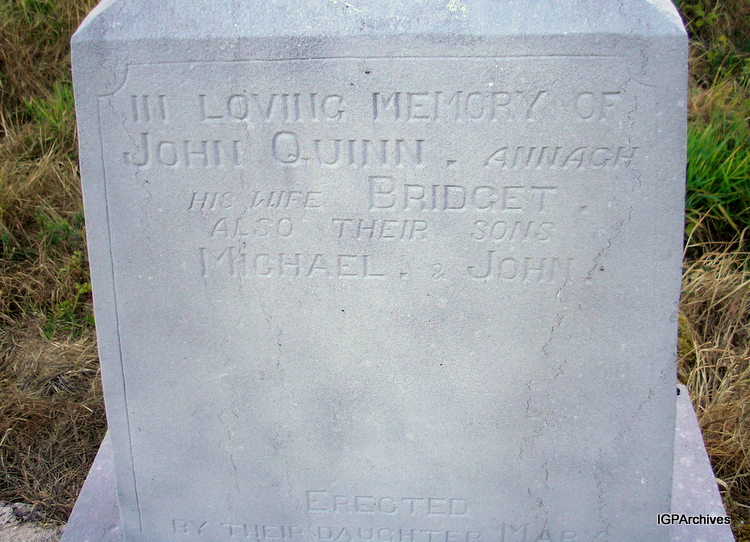 IN LOVING MEMORY OF
JOHN QUINN. ANNAGH
HIS WIFE BRIDGET.
ALSO THEIR SONS
MICHAEL. & JOHN.
ERECTED
BY THEIR DAUGHTER MARY
IGPArchives